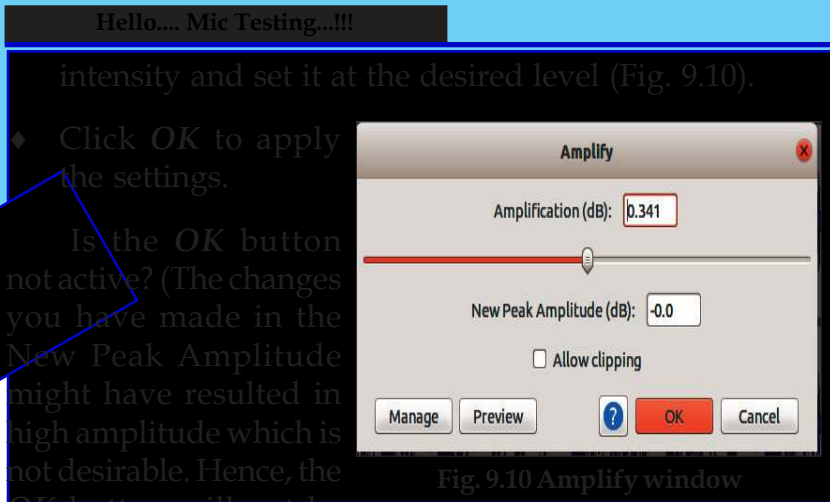 Hello.... Mic Testing...!!!
intensity and set it at the desired level (Fig. 9.10).
♦ Click OK to apply
the settings.
Is the OK button
not active? (The changes
you have made in the
New Peak Amplitude
might have resulted in
high amplitude which is
not desirable. Hence, the
Amplify
Amplification (dB): 0.341
New Peak Amplitude (dB): -0.0
Allow clipping
Manage Preview ? OK Cancel
Fig. 9.10 Amplify window